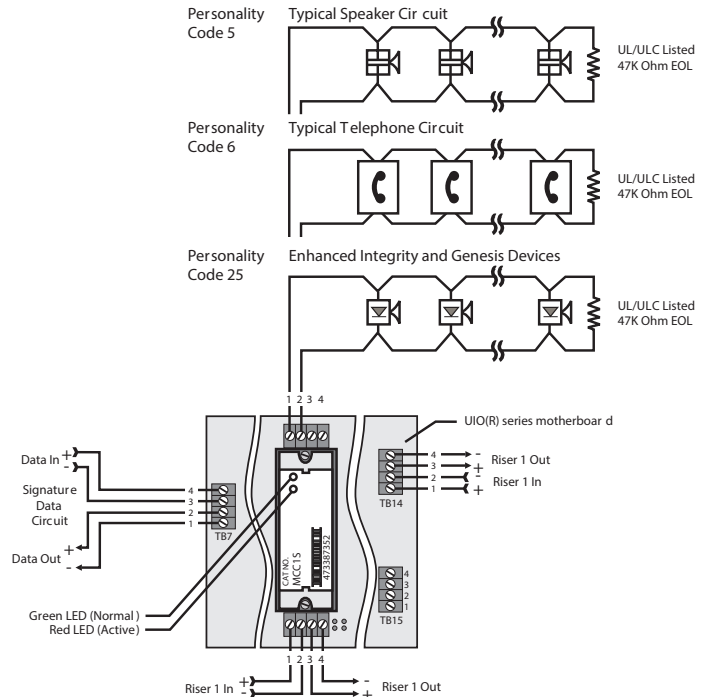 Personality Typical Speaker Cir cuit
Code 5
UL/ULC Listed
47K Ohm EOL
Personality Typical Telephone Circuit
Code 6
UL/ULC Listed
47K Ohm EOL
Personality Enhanced Integrity and Genesis Devices
Code 25
UL/ULC Listed
47K Ohm EOL
1 2 3 4
UIO(R) series motherboar d
Data In +
-
Signature
Data
Circuit
Data Out +
-
4
3
2
1
TB7
4 - Riser 1 Out
3 +
2 - Riser 1 In
1 +
TB14
CAT NO.
MCC1S
473387352
4
3
2
1
TB15
Green LED (Normal)
Red LED (Active)
1 2 3 4
Riser 1 In +
-
- Riser 1 Out
+